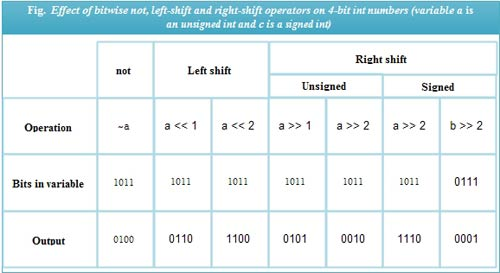 Fig. Effect of bitwise not, left-shift and right-shift operators on 4-bit int numbers (variable a is
an unsigned int and c is a signed int)
not Left shift Right shift
Unsigned Signed
Operation ~a a << 1 a << 2 a >> 1 a >> 2 a >> 2 b >> 2
Bits in variable 1011 1011 1011 1011 1011 1011 0111
Output 0100 0110 1100 0101 0010 1110 0001